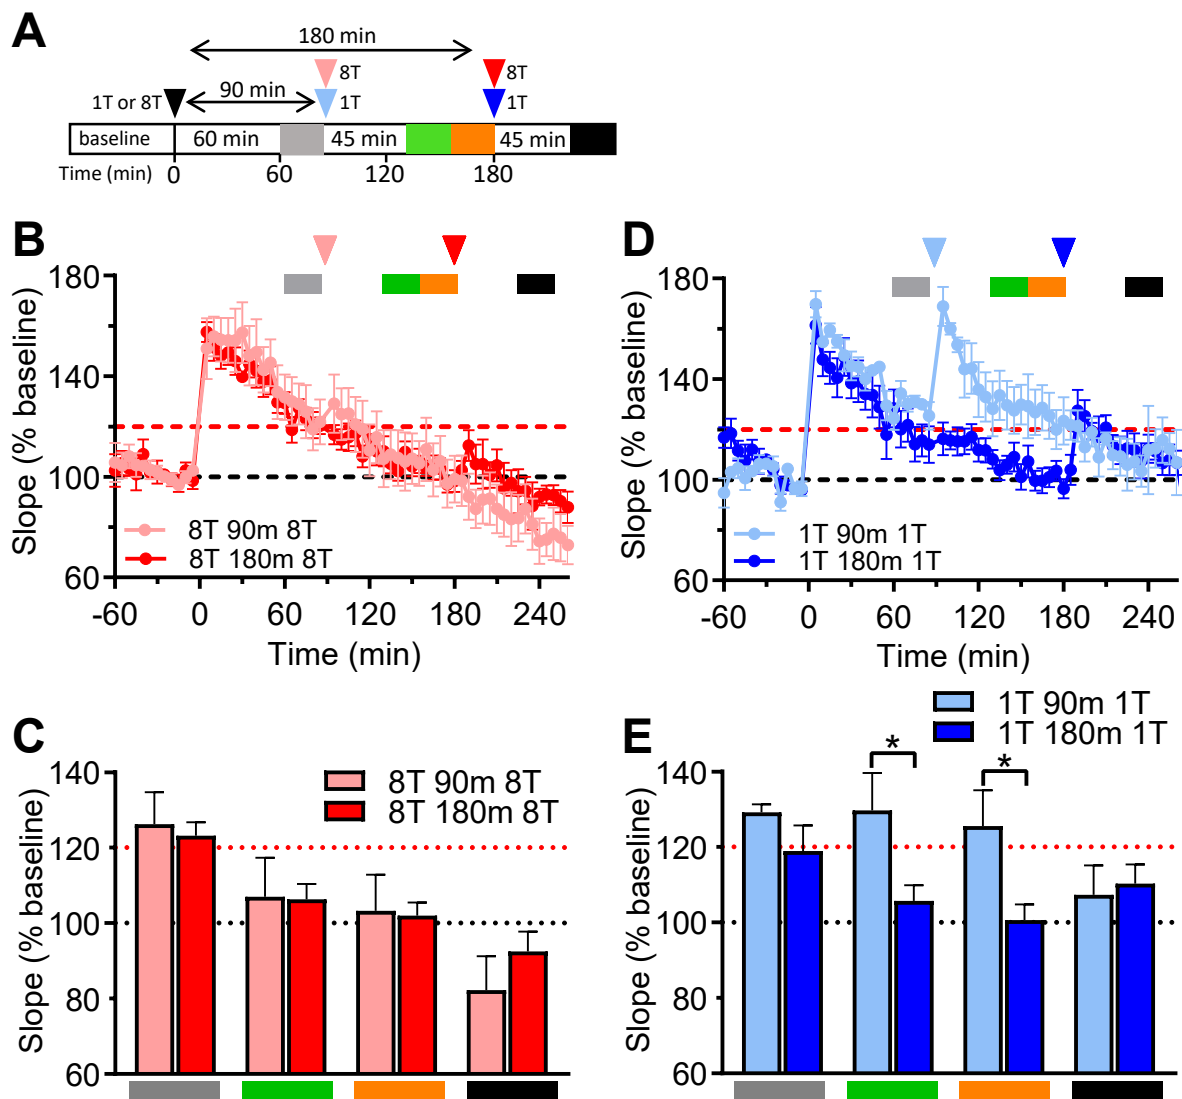 A
180 min
8T
8T
1T or 8T
90 min
1T
1T
baseline
60 min
45 min
45 min
Time (min)
0
60
120
180
B
180
140
100
60
Slope (% baseline)
8T 90m 8T
8T 180m 8T
-60
0
60
120
180
240
Time (min)
D
180
140
100
60
Slope (% baseline)
1T 90m 1T
1T 180m 1T
-60
0
60
120
180
240
Time (min)
C
140
120
100
80
60
Slope (% baseline)
8T 90m 8T
8T 180m 8T
E
1T 90m 1T
1T 180m 1T
140
120
100
80
60
Slope (% baseline)
*
*